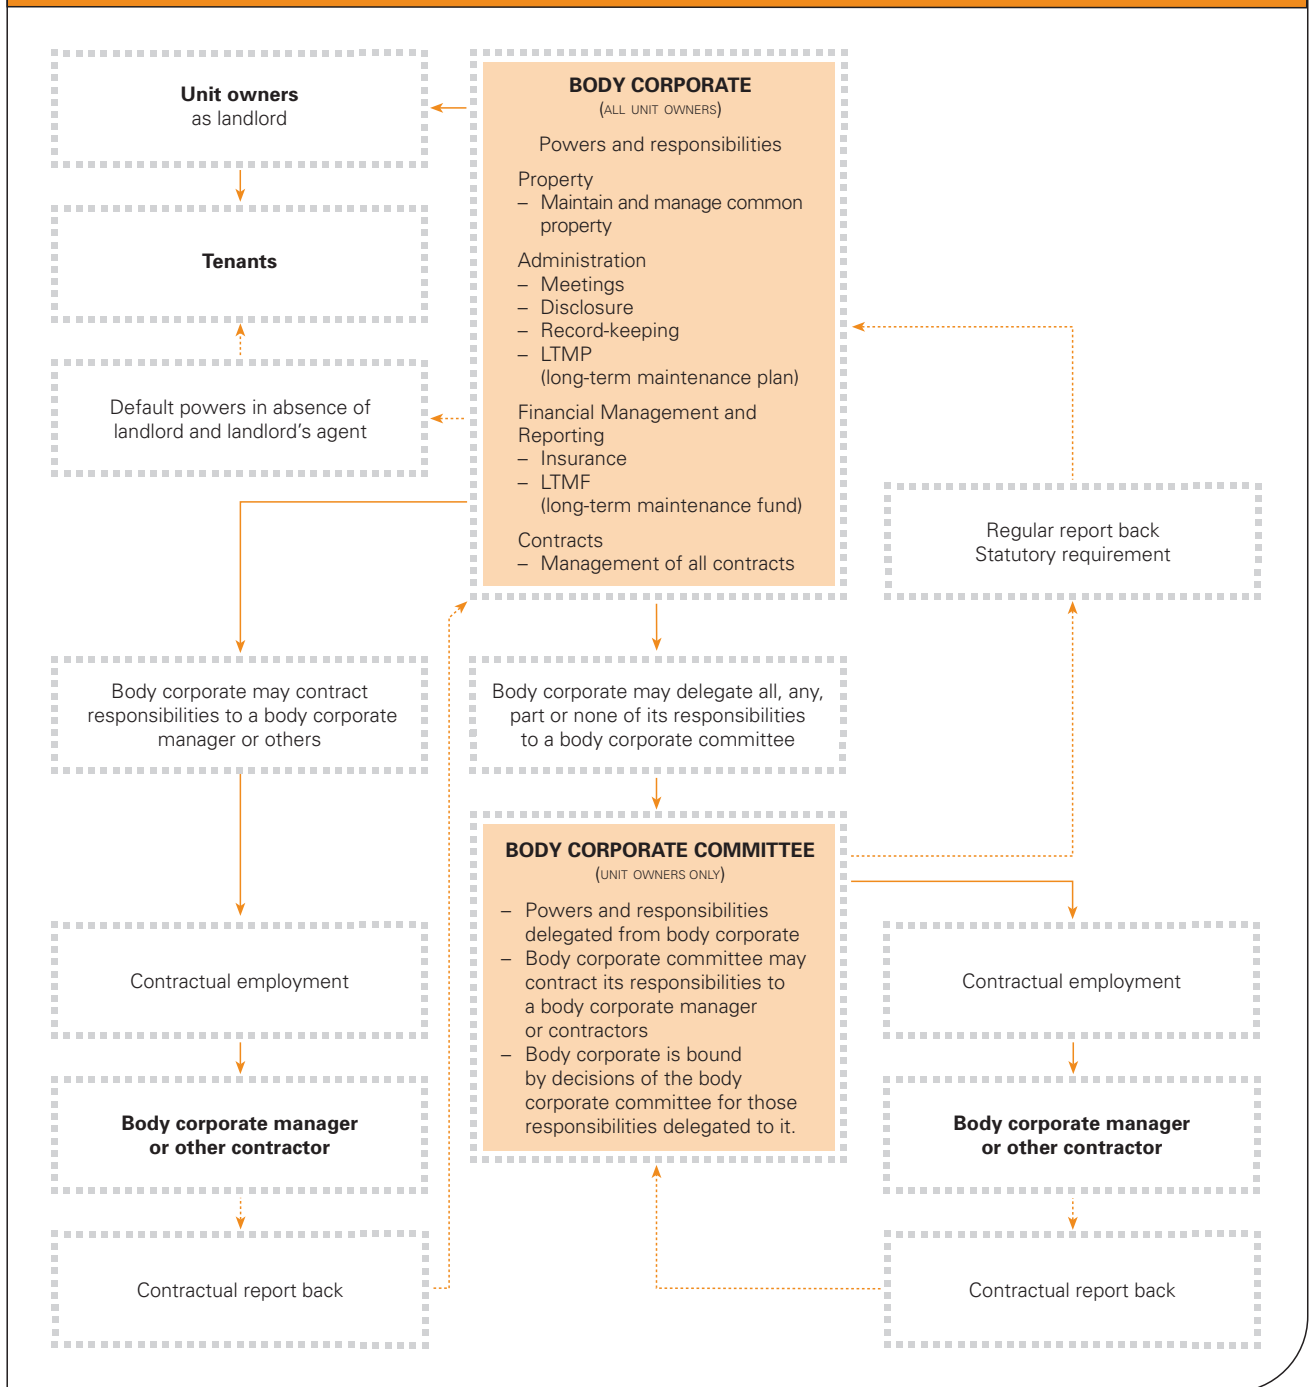 Unit owners
as landlord
Tenants
Default powers in absence of
landlord and landlord's agent
BODY CORPORATE
(ALL UNIT OWNERS)
Powers and responsibilities
Property
– Maintain and manage common
property
Administration
– Meetings
– Disclosure
– Record-keeping
– LTMP
(long-term maintenance plan)
Financial Management and
Reporting
– Insurance
– LTMF
(long-term maintenance fund)
Contracts
– Management of all contracts
Regular report back
Statutory requirement
Body corporate may contract
responsibilities to a body corporate
manager or others
Body corporate may delegate all, any,
part or none of its responsibilities
to a body corporate committee
BODY CORPORATE COMMITTEE
(UNIT OWNERS ONLY)
– Powers and responsibilities
delegated from body corporate
– Body corporate committee may
contract its responsibilities to
a body corporate manager
or contractors
– Body corporate is bound
by decisions of the body
corporate committee for those
responsibilities delegated to it.
Contractual employment
Body corporate manager
or other contractor
Contractual report back
Contractual employment
Body corporate manager
or other contractor
Contractual report back